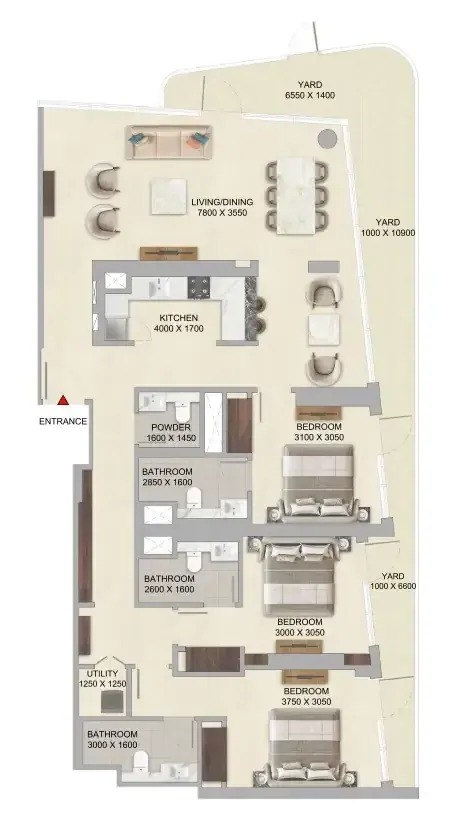 YARD
6550 X 1400
LIVING/DINING
7800 X 3550
YARD
1000 X 10900
KITCHEN
4000 X 1700
ENTRANCE
POWDER
1600 X 1450
BEDROOM
3100 X 3050
BATHROOM
2850 X 1600
BATHROOM
2600 X 1600
YARD
1000 X 6600
BEDROOM
3000 X 3050
UTILITY
1250 X 1250
BEDROOM
3750 X 3050
BATHROOM
3000 X 1600